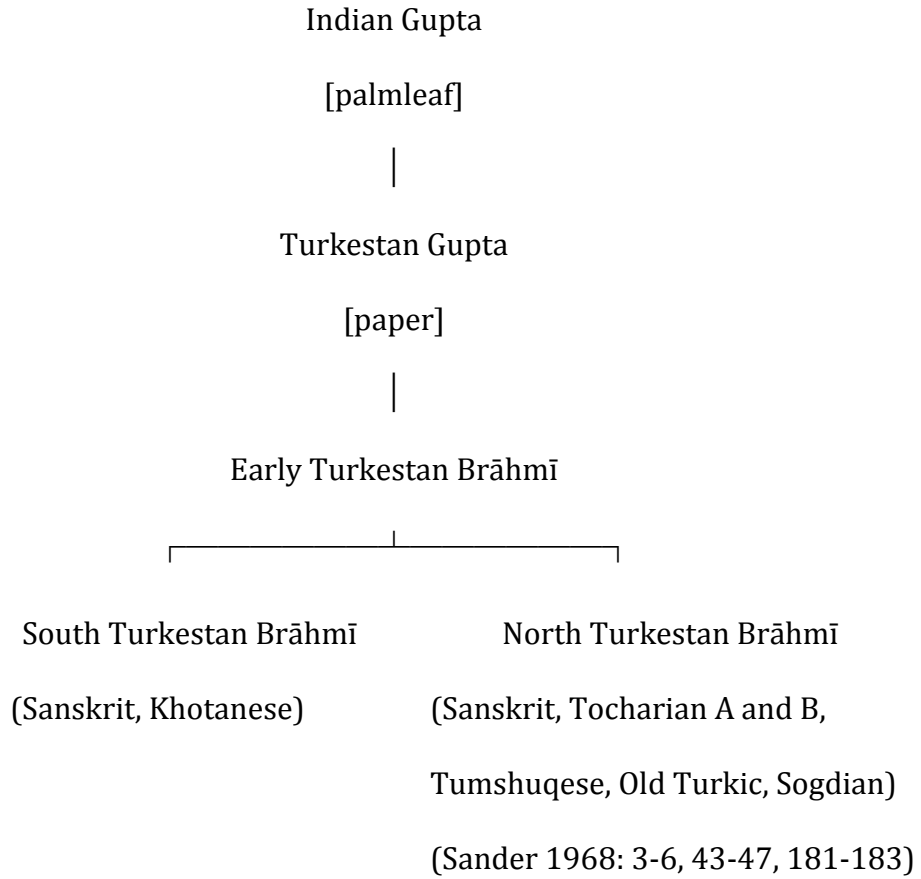 Indian Gupta
[palmleaf]
Turkestan Gupta
[paper]
Early Turkestan Brāhmī
South Turkestan Brāhmī
(Sanskrit, Khotanese)
North Turkestan Brāhmī
(Sanskrit, Tocharian A and B,
Tumshuqese, Old Turkic, Sogdian)
(Sander 1968: 3-6, 43-47, 181-183)